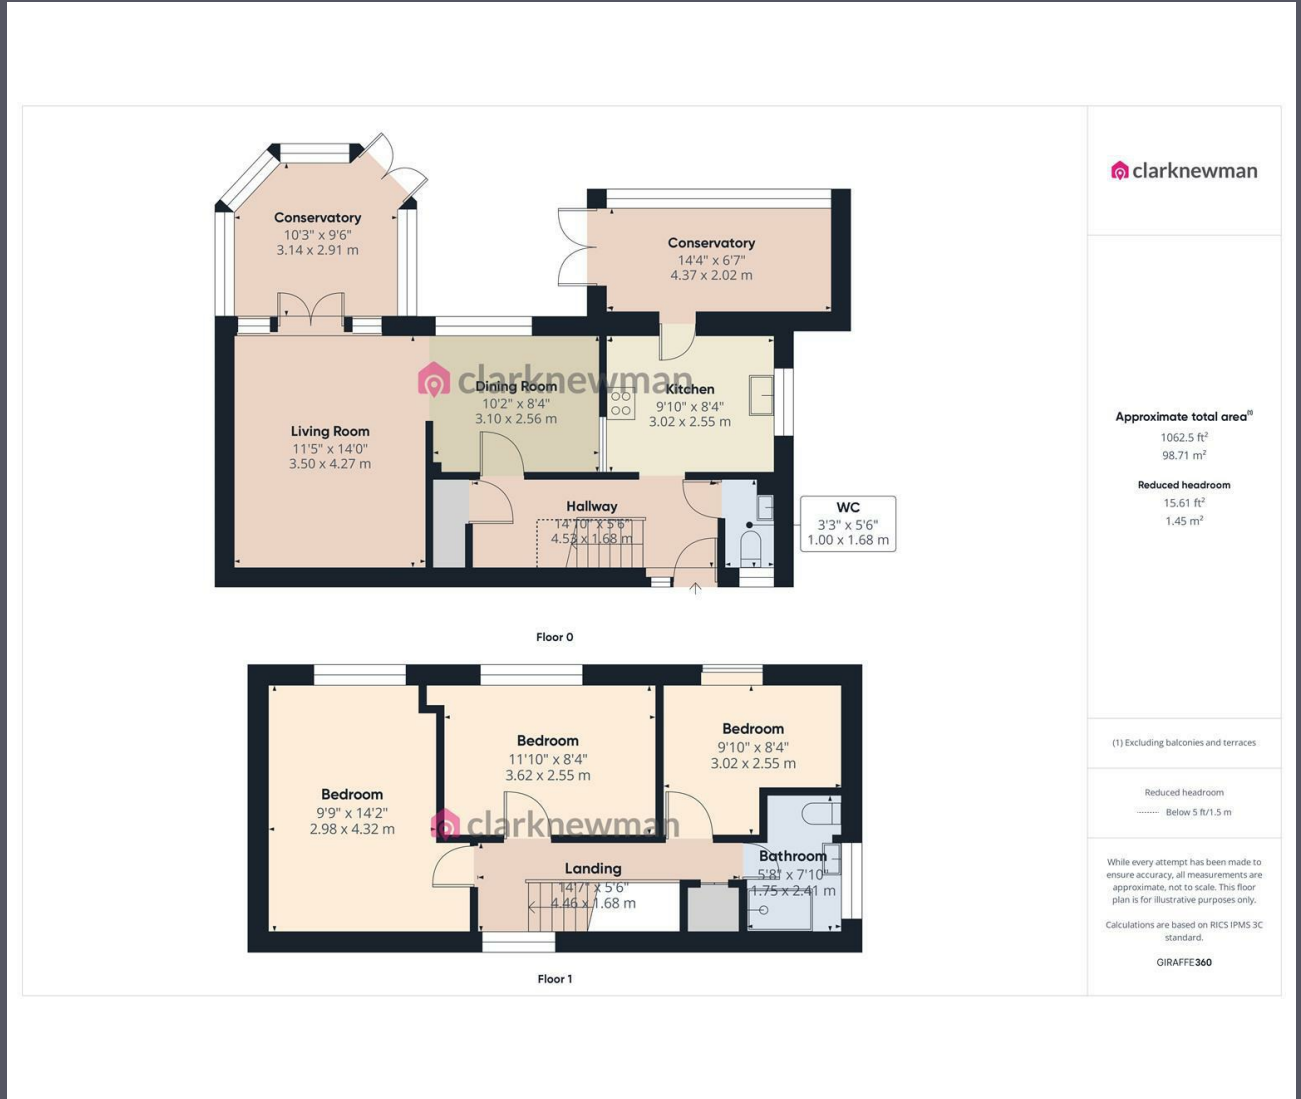 clarknewman
Conservatory
10'3" x 9'6"
3.14 x 2.91 m
Conservatory
14'4" x 6'7"
4.37 x 2.02 m
clarknewman
Dining Room
10'2" x 8'4"
3.10 x 2.56 m
Kitchen
9'10" x 8'4"
3.02 x 2.55 m
Living Room
11'5" x 14'0"
3.50 x 4.27 m
Hallway
14'10" x 5'6"
4.53 x 1.68 m
WC
3'3" x 5'6"
1.00 x 1.68 m
Floor 0
Bedroom
9'9" x 14'2"
2.98 x 4.32 m
Bedroom
11'10" x 8'4"
3.62 x 2.55 m
Bedroom
9'10" x 8'4"
3.02 x 2.55 m
clarknewman
Landing
14'7" x 5'6"
4.46 x 1.68 m
Bathroom
5'8" x 7'10"
1.75 x 2.41 m
Floor 1
Approximate total area(1)
1062.5 ft²
98.71 m²
Reduced headroom
15.61 ft²
1.45 m²
(1) Excluding balconies and terraces
Reduced headroom
Below 5 ft/1.5 m
While every attempt has been made to
ensure accuracy, all measurements are
approximate, not to scale. This floor
plan is for illustrative purposes only.
Calculations are based on RICS IPMS 3C
standard.
GIRAFFE360